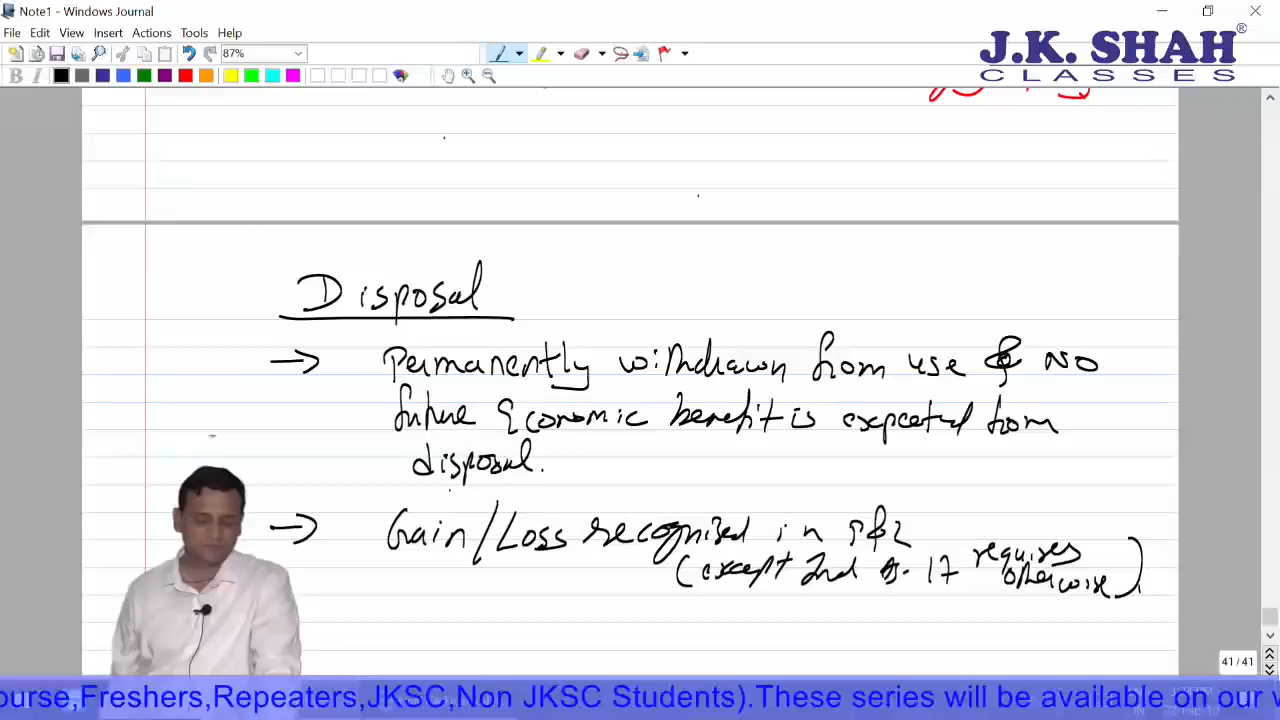 Note1 - Windows Journal
File Edit View Insert Actions Tools Help
87%
B I
J.K. SHAH®
CLASSES
Disposal
→ Permanently withdrawn from use & No
future Economic benefit is expected from
disposal.
→ Gain/Loss recognised in P&L
(except Ind As. 17 requires
otherwise).
41 / 41
ourse,Freshers,Repeaters,JKSC,Non JKSC Students).These series will be available on our w